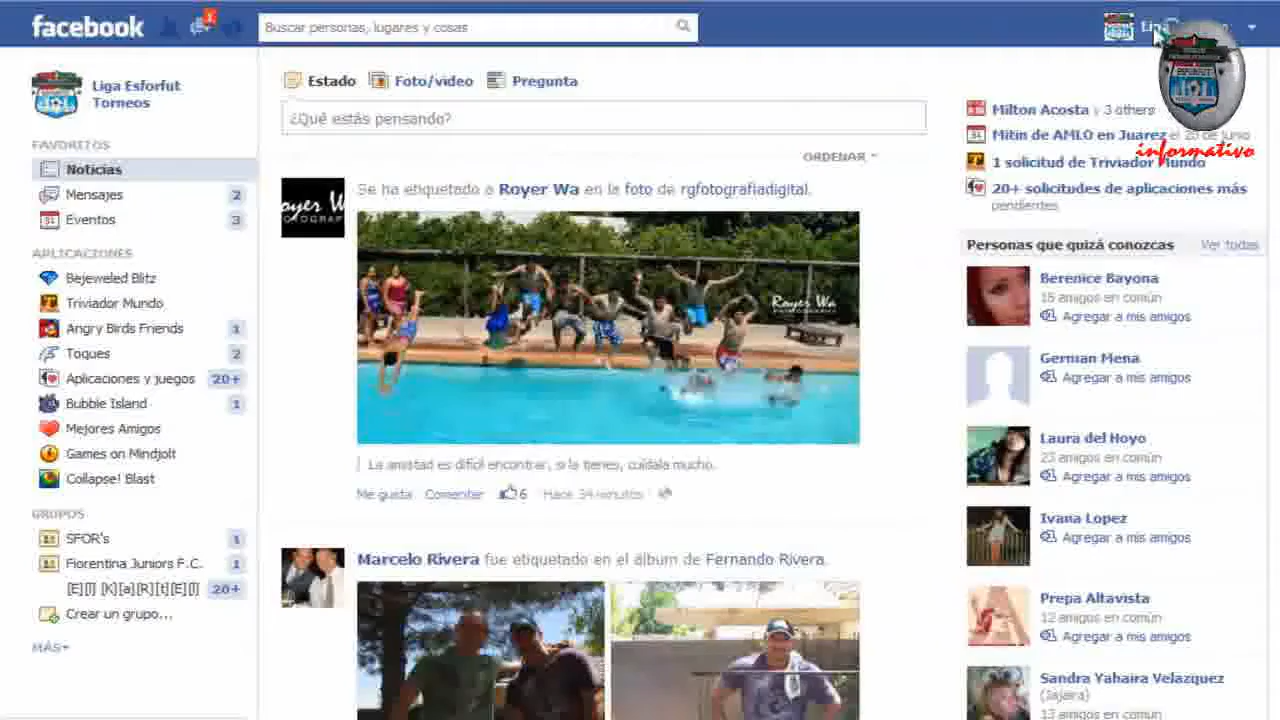 facebook
1
Buscar personas, lugares y cosas
Liga Esforfut
Torneos
FAVORITOS
Noticias
Mensajes 2
Eventos 3
APLICACIONES
Bejeweled Blitz
Triviador Mundo
Angry Birds Friends 1
Toques 2
Aplicaciones y juegos 20+
Bubble Island 1
Mejores Amigos
Games on Mindjolt
Collapse! Blast
GRUPOS
SFOR's 1
Fiorentina Juniors F.C. 1
20+
Crear un grupo...
MÁS
Estado Foto/video Pregunta
¿Qué estás pensando?
ORDENAR
Se ha etiquetado a Royer Wa en la foto de rgfotografiadigital.
Royer Wa
La amistad es dificil encontrar, si la tienes, cuídala mucho.
Me gusta Comentar 6 Hace 34 minutos
Marcelo Rivera fue etiquetado en el álbum de Fernando Rivera.
informativo
Milton Acosta y 3 others
Mitin de AMLO en Juarez el 20 de junio
1 solicitud de Triviador Mundo
20+ solicitudes de aplicaciones más
pendientes
Personas que quizá conozcas Ver todas
Berenice Bayona
15 amigos en común
Agregar a mis amigos
German Mena
Agregar a mis amigos
Laura del Hoyo
23 amigos en común
Agregar a mis amigos
Ivana Lopez
Agregar a mis amigos
Prepa Altavista
12 amigos en común
Agregar a mis amigos
Sandra Yahaira Velazquez
(Jajaira)
13 amigos en común